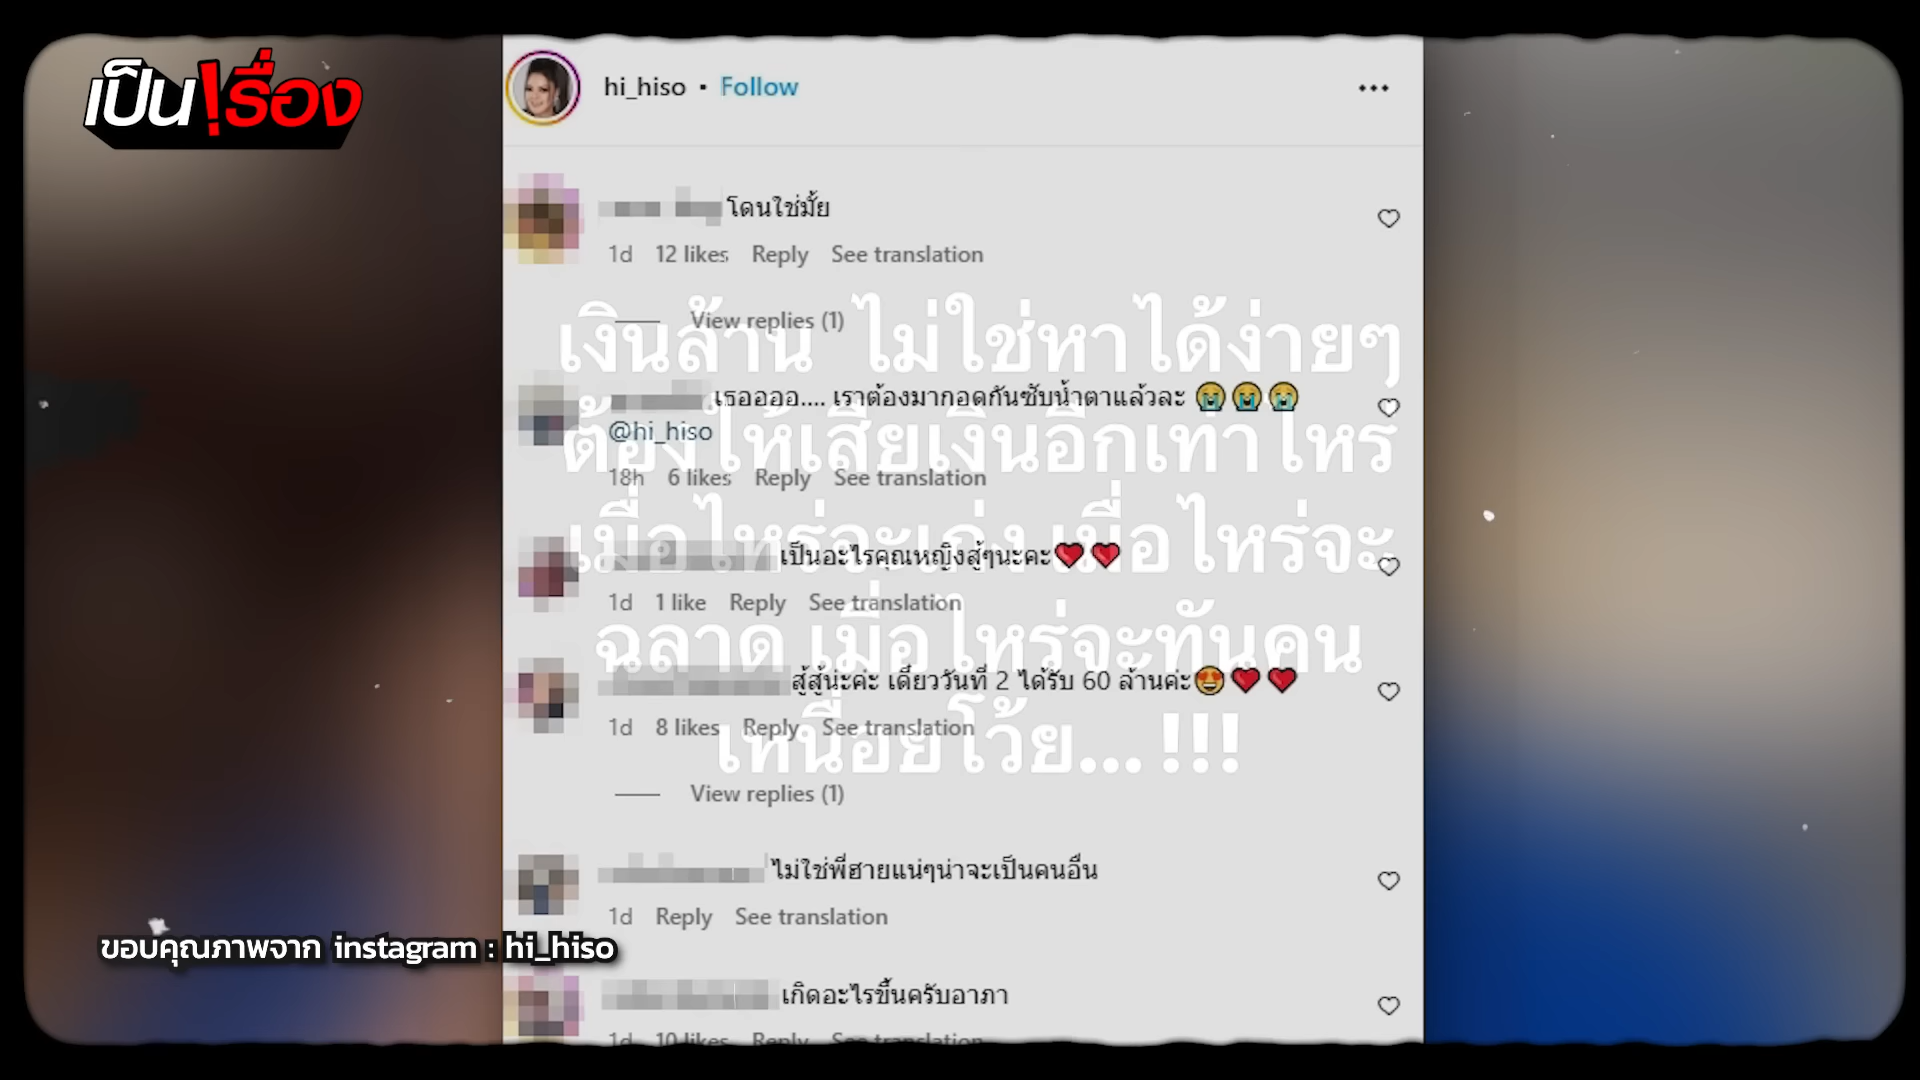 เป็น!รื่อง
hi_hiso • Follow
โดนใช่มั้ย
1d 12 likes Reply See translation
View replies (1)
เงินล้าน ไม่ใช่หาได้ง่ายๆ
เธออออ.... เราต้องมากอดกันซับน้ำตาแล้วละ 😭😭😭
@hi_hiso
ต้องให้เสียเงินอีกเท่าไหร่
18h 6 likes Reply See translation
เมื่อไหร่จะเก่ง เมื่อไหร่จะ
เป็นอะไรคุณหญิงสู้ๆนะคะ❤️❤️
1d 1 like Reply See translation
ฉลาด เมื่อไหร่จะทันคน
สู้สู้น่ะค่ะ เดี๋ยววันที่ 2 ได้รับ 60 ล้านค่ะ😍❤️❤️
1d 8 likes Reply See translation
เหนื่อยโว้ย... !!!
View replies (1)
ไม่ใช่พี่ฮายแน่ๆน่าจะเป็นคนอื่น
1d Reply See translation
ขอบคุณภาพจาก instagram : hi_hiso
เกิดอะไรขึ้นครับอาภา
1d 10 likes Reply See translation